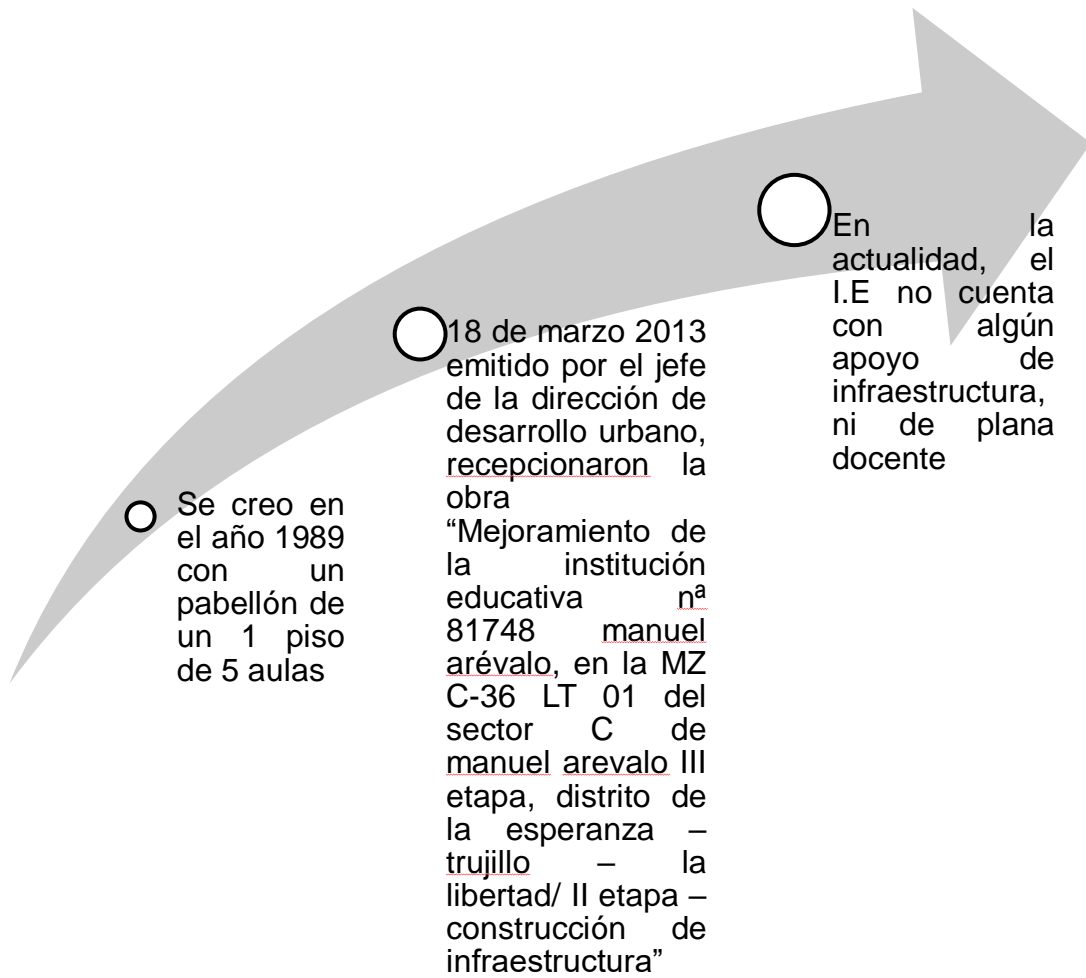 Se creo en
el año 1989
con un
pabellón de
un 1 piso
de 5 aulas
18 de marzo 2013
emitido por el jefe
de la dirección de
desarrollo urbano,
recepcionaron la
obra
“Mejoramiento de
la institución
educativa nª
81748 manuel
arévalo, en la MZ
C-36 LT 01 del
sector C de
manuel arevalo III
etapa, distrito de
la esperanza –
trujillo – la
libertad/ II etapa –
construcción de
infraestructura”
En la
actualidad, el
I.E no cuenta
con algún
apoyo de
infraestructura,
ni de plana
docente